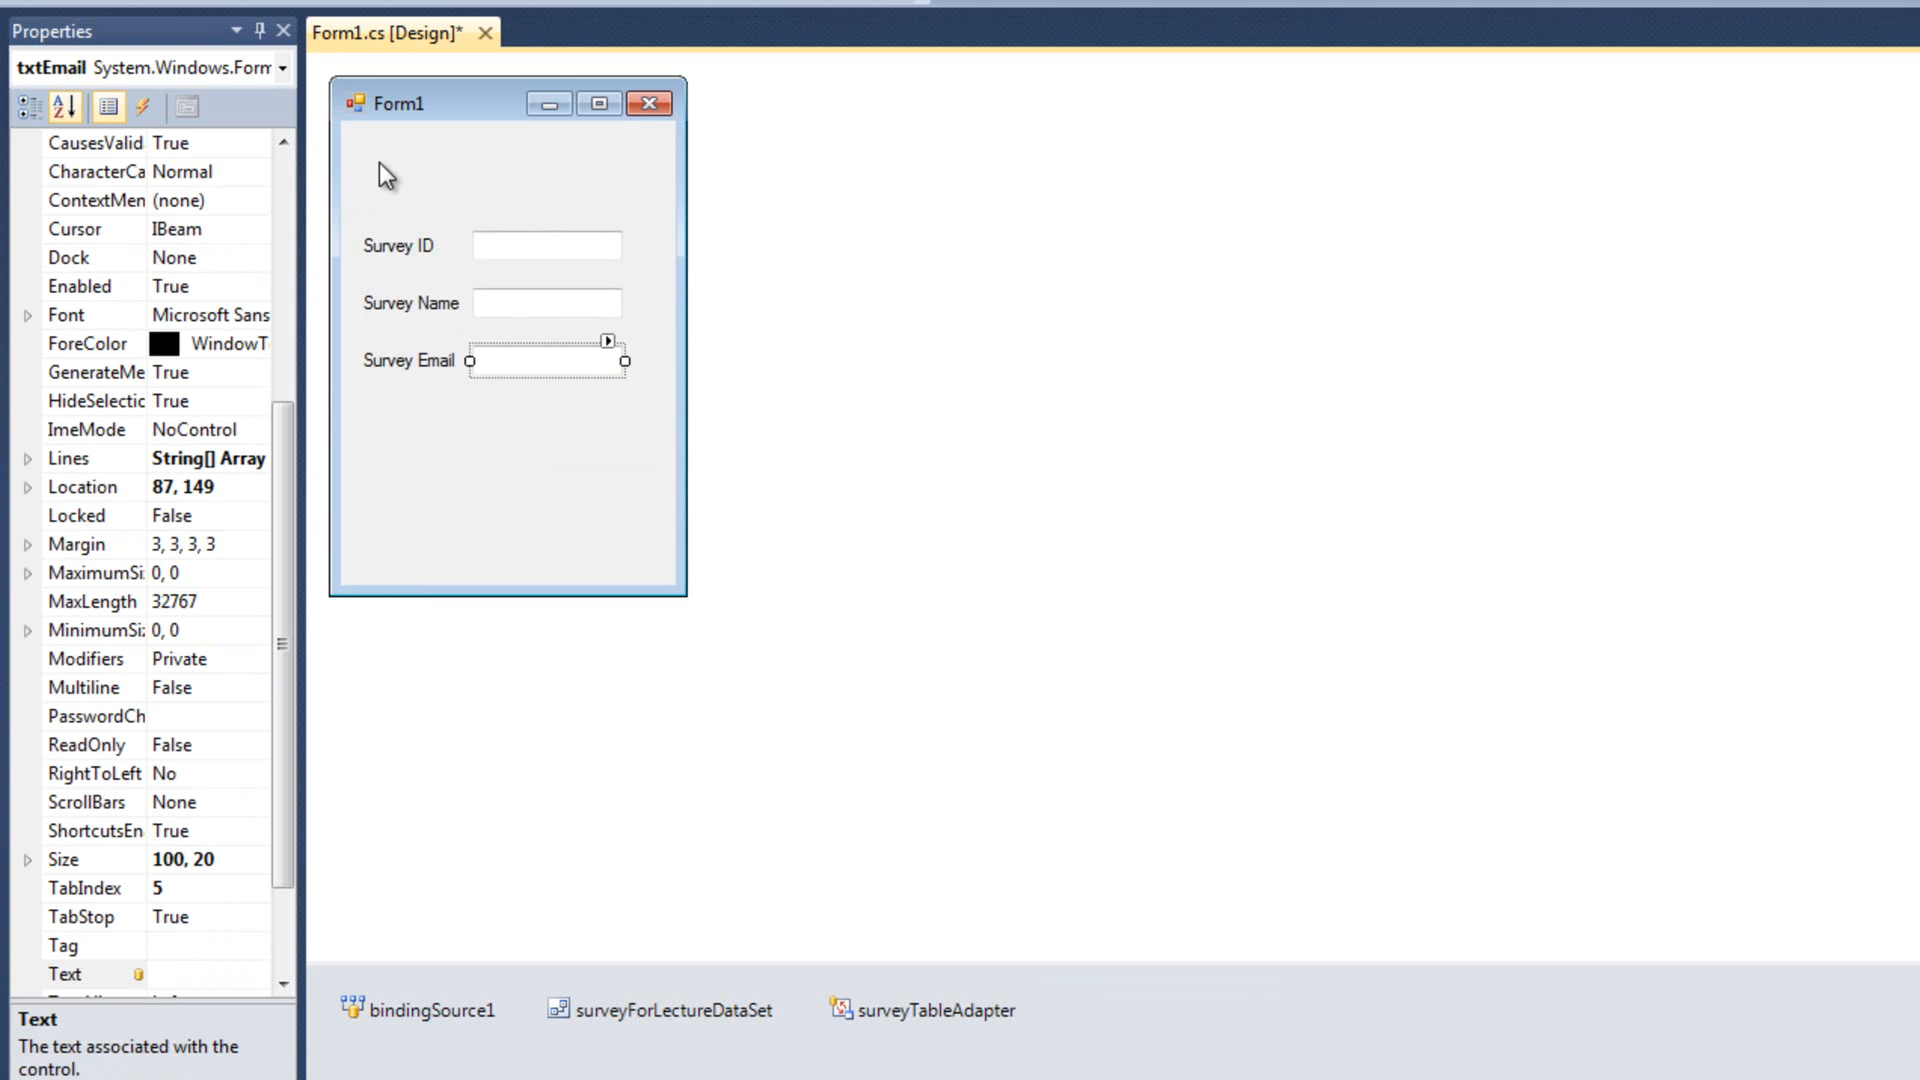 Properties
txtEmail System.Windows.Form
CausesValid True
CharacterCa Normal
ContextMen (none)
Cursor IBeam
Dock None
Enabled True
Font Microsoft Sans
ForeColor WindowT
GenerateMe True
HideSelectic True
ImeMode NoControl
Lines String[] Array
Location 87, 149
Locked False
Margin 3, 3, 3, 3
MaximumSi: 0, 0
MaxLength 32767
MinimumSi: 0, 0
Modifiers Private
Multiline False
PasswordCh
ReadOnly False
RightToLeft No
ScrollBars None
ShortcutsEn True
Size 100, 20
TabIndex 5
TabStop True
Tag
Text
Text
The text associated with the
control.
Form1.cs [Design]*
Form1
Survey ID
Survey Name
Survey Email
bindingSource1
surveyForLectureDataSet
surveyTableAdapter